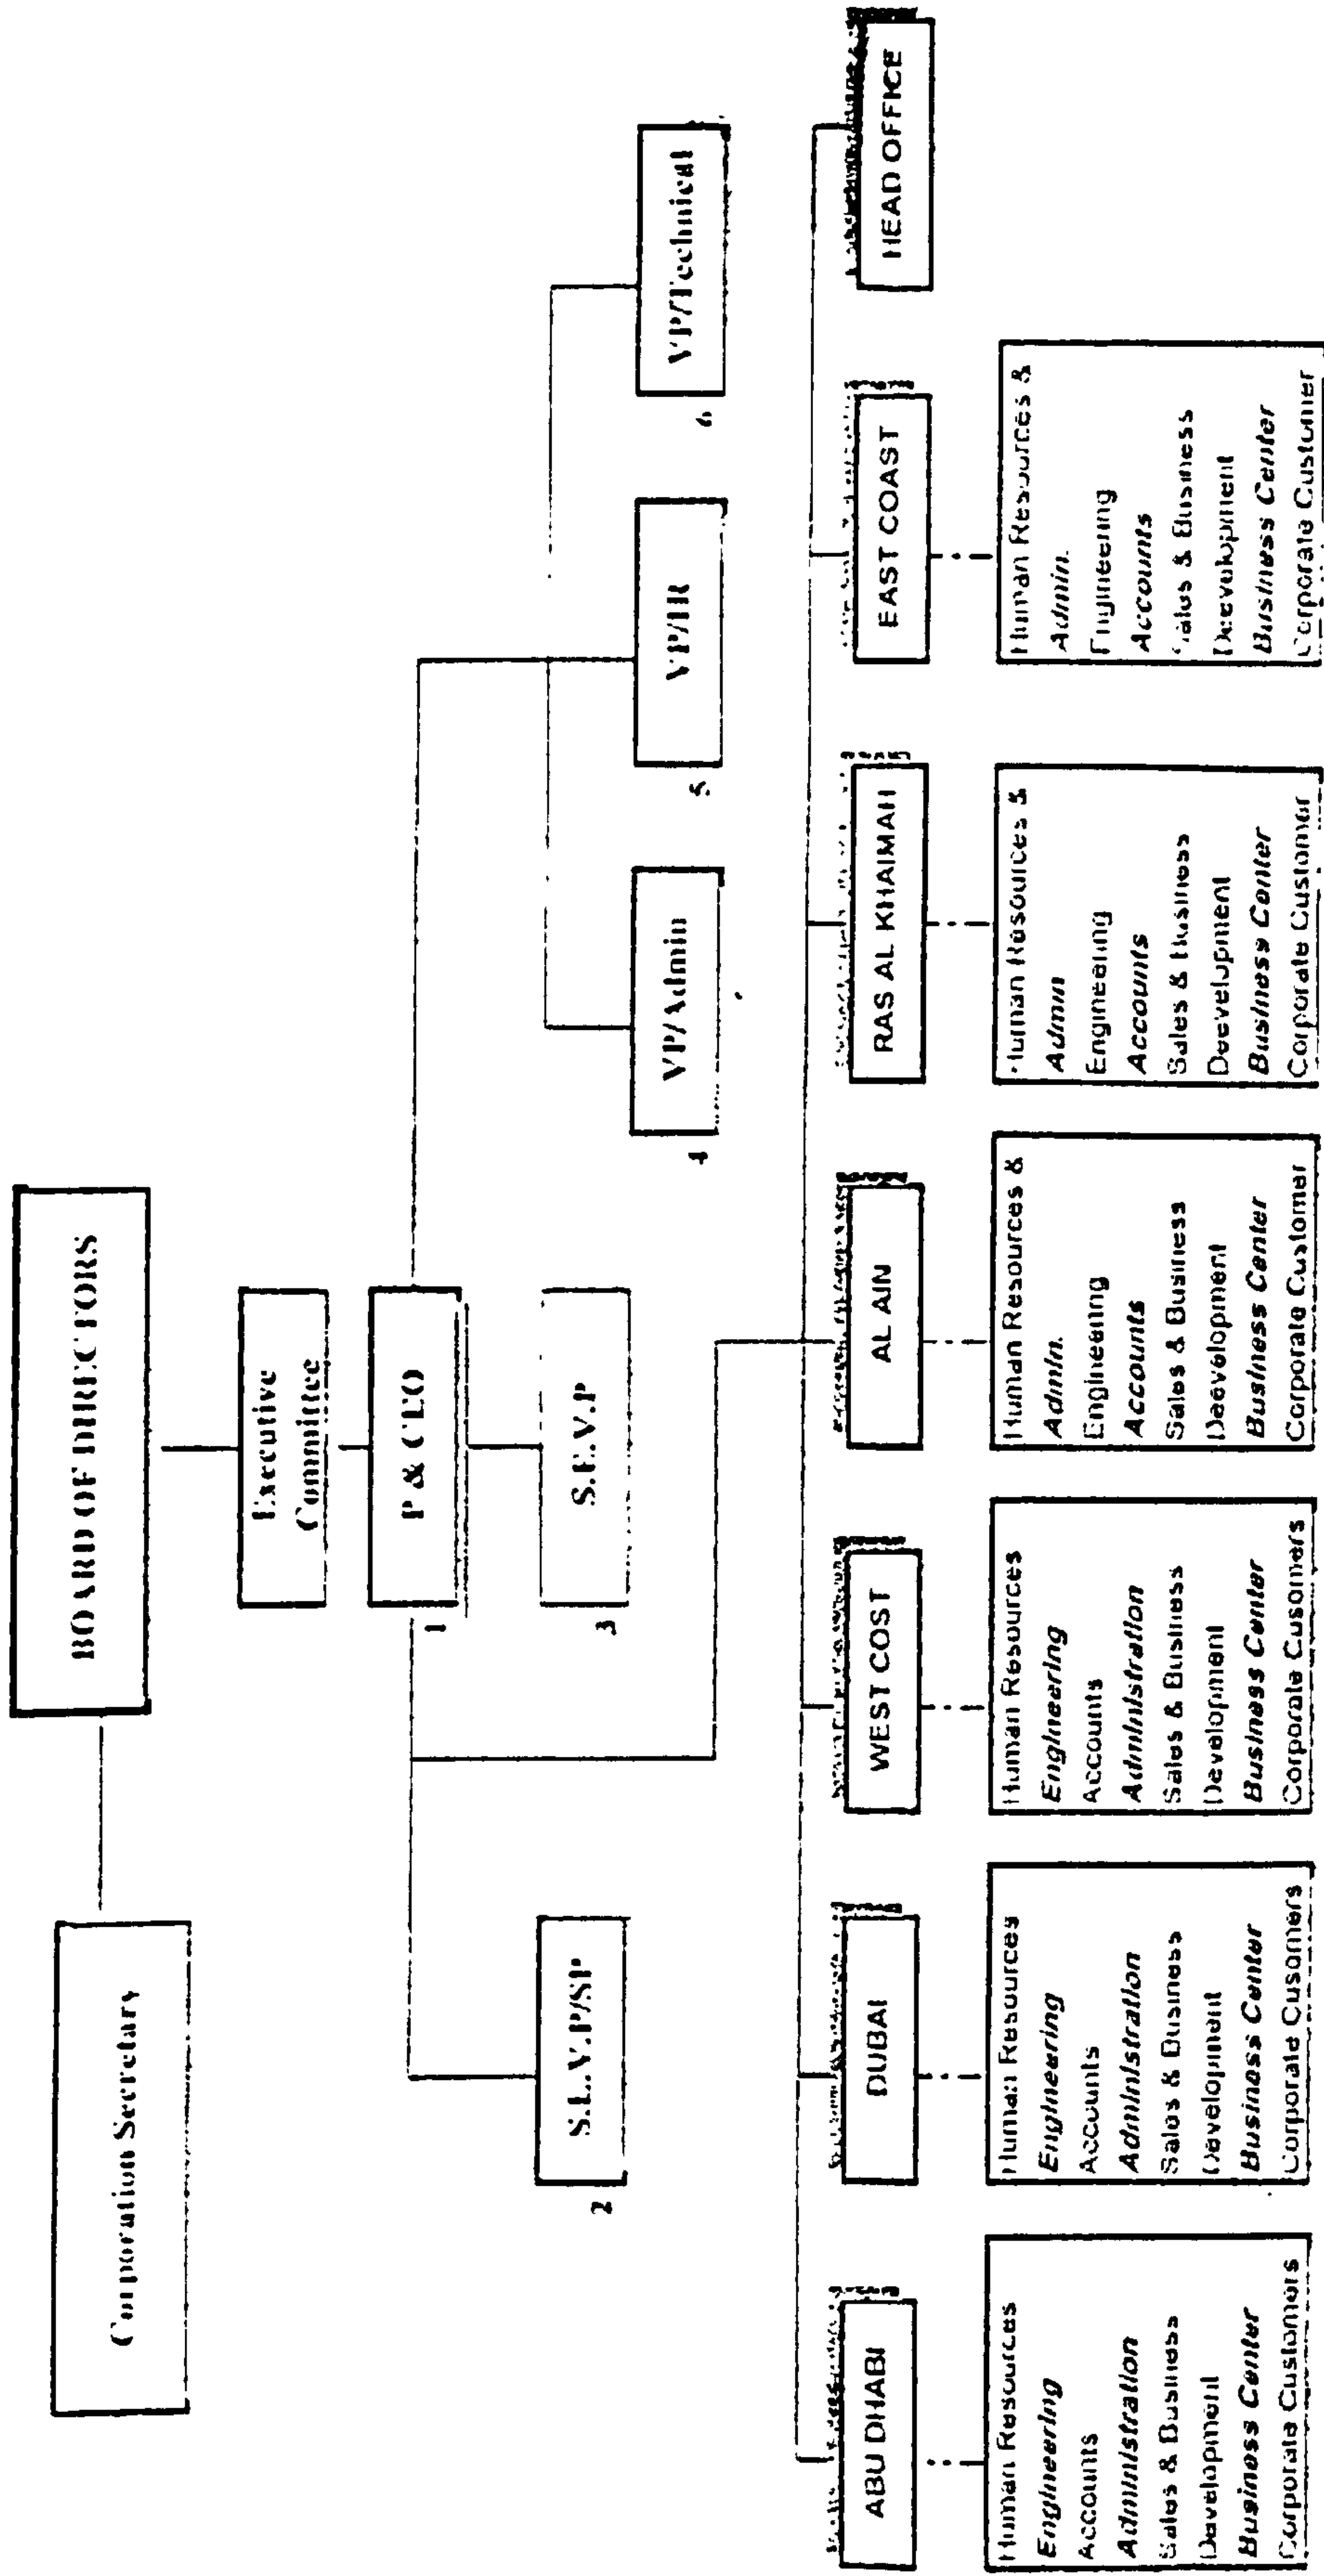 BOARD OF DIRECTORS
Corporation Secretary
Executive
Committee
P & CEO
1
S.E.V.P/SP
2
S.E.V.P
3
VP/Admin
4
VP/HR
5
VP/Technical
6
ABU DHABI
DUBAI
WEST COST
AL AIN
RAS AL KHAIMAH
EAST COAST
HEAD OFFICE
Human Resources
Engineering
Accounts
Administration
Sales & Business
Development
Business Center
Corporate Customers
Human Resources
Engineering
Accounts
Administration
Sales & Business
Development
Business Center
Corporate Cusomers
Human Resources
Engineering
Accounts
Administration
Sales & Business
Development
Business Center
Corporate Cusomers
Human Resources &
Admin.
Engineering
Accounts
Sales & Business
Deevelopment
Business Center
Corporate Customer
Human Resources &
Admin
Engineering
Accounts
Sales & Business
Deevelopment
Business Center
Corporate Customer
Human Resources &
Admin.
Engineering
Accounts
Sales & Business
Deevelopment
Business Center
Corporate Customer